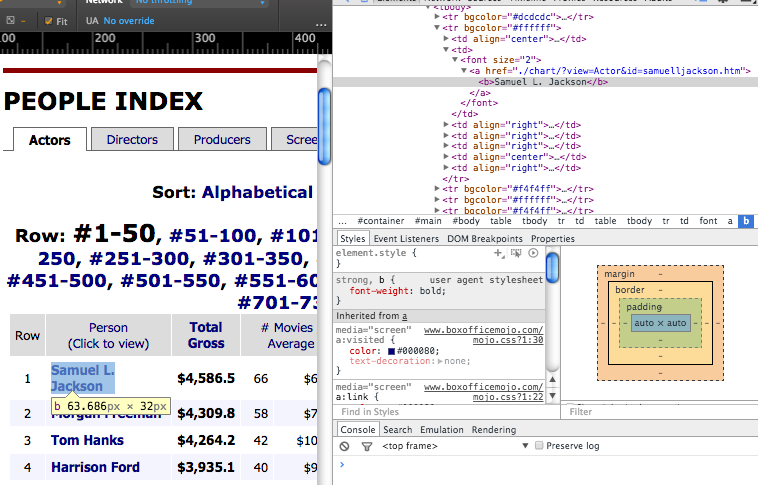 Network No throttling
Fit UA No override ...
00 |200 |300 |400
PEOPLE INDEX
Actors Directors Producers Scree
Sort: Alphabetical
Row: #1-50, #51-100, #101
250, #251-300, #301-350,
#451-500, #501-550, #551-60
#701-73
Row Person (Click to view) Total Gross # Movies Average
1 Samuel L. Jackson $4,586.5 66 $6
b 63.686px × 32px
2 Morgan Freeman $4,309.8 58 $7
3 Tom Hanks $4,264.2 42 $10
4 Harrison Ford $3,935.1 40 $9
<tbody>
<tr bgcolor="#dcdcdc">…</tr>
<tr bgcolor="#ffffff">
<td align="center">…</td>
<td>
<font size="2">
<a href="./chart/?view=Actor&id=samuelljackson.htm">
<b>Samuel L. Jackson</b>
</a>
</font>
</td>
<td align="right">…</td>
<td align="right">…</td>
<td align="right">…</td>
<td align="center">…</td>
<td align="right">…</td>
</tr>
<tr bgcolor="#f4f4ff">…</tr>
<tr bgcolor="#ffffff">…</tr>
<tr bgcolor="#f4f4ff">…</tr>
... #container #main #body table tbody tr td table tbody tr td font a b
Styles Event Listeners DOM Breakpoints Properties
element.style {
}
strong, b { user agent stylesheet
font-weight: bold;
}
Inherited from a
media="screen" www.boxofficemojo.com/
a:visited { mojo.css?1:30
color: #000080;
text-decoration: none;
}
media="screen" www.boxofficemojo.com/
a:link { mojo.css?1:22
Find in Styles
margin -
border -
padding -
- - - auto × auto - - -
-
-
-
Filter
Console Search Emulation Rendering
<top frame> Preserve log
>